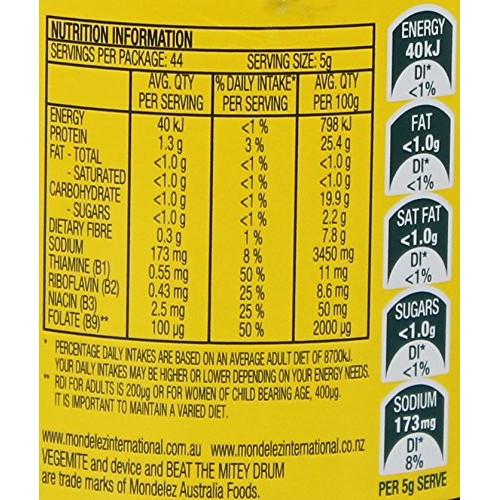 NUTRITION INFORMATION
SERVINGS PER PACKAGE: 44 SERVING SIZE: 5g
AVG. QTY PER SERVING % DAILY INTAKE* PER SERVING AVG. QTY PER 100g
ENERGY 40 kJ <1 % 798 kJ
PROTEIN 1.3 g 3 % 25.4 g
FAT - TOTAL <1.0 g <1 % <1.0 g
- SATURATED <1.0 g <1 % <1.0 g
CARBOHYDRATE <1.0 g <1 % 19.9 g
- SUGARS <1.0 g <1 % 2.2 g
DIETARY FIBRE 0.3 g 1 % 7.8 g
SODIUM 173 mg 8 % 3450 mg
THIAMINE (B1) 0.55 mg 50 % 11 mg
RIBOFLAVIN (B2) 0.43 mg 25 % 8.6 mg
NIACIN (B3) 2.5 mg 25 % 50 mg
FOLATE (B9)** 100 µg 50 % 2000 µg
* PERCENTAGE DAILY INTAKES ARE BASED ON AN AVERAGE ADULT DIET OF 8700kJ.
YOUR DAILY INTAKES MAY BE HIGHER OR LOWER DEPENDING ON YOUR ENERGY NEEDS.
** RDI FOR ADULTS IS 200µg OR FOR WOMEN OF CHILD BEARING AGE, 400µg.
IT IS IMPORTANT TO MAINTAIN A VARIED DIET.
www.mondelezinternational.com.au www.mondelezinternational.co.nz
VEGEMITE and device and BEAT THE MITEY DRUM
are trade marks of Mondelez Australia Foods.
ENERGY
40kJ
DI*
<1%
FAT
<1.0g
DI*
<1%
SAT FAT
<1.0g
DI*
<1%
SUGARS
<1.0g
DI*
<1%
SODIUM
173mg
DI*
8%
PER 5g SERVE